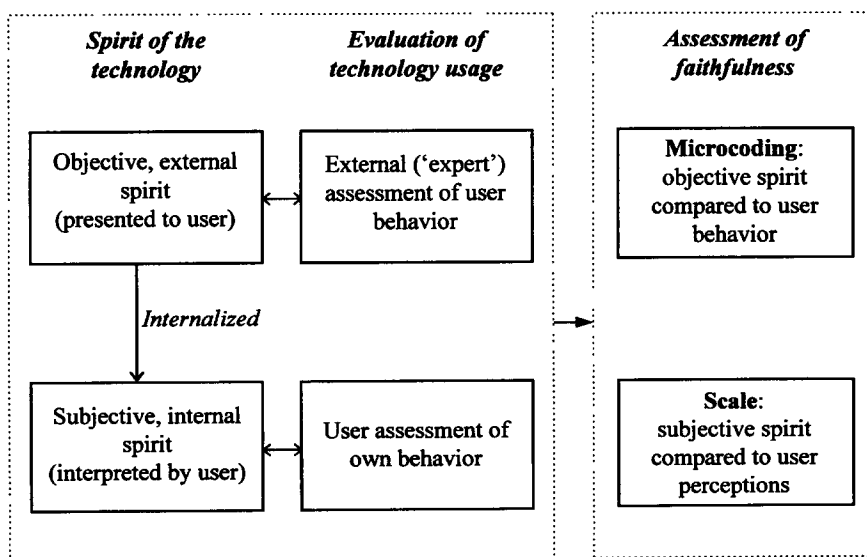 Spirit of the
technology
Evaluation of
technology usage
Assessment of
faithfulness
Objective, external
spirit
(presented to user)
External (‘expert’)
assessment of user
behavior
Microcoding:
objective spirit
compared to user
behavior
Internalized
Subjective, internal
spirit
(interpreted by user)
User assessment of
own behavior
Scale:
subjective spirit
compared to user
perceptions